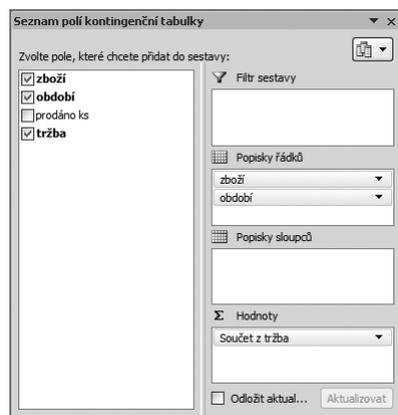 Seznam polí kontingenční tabulky
Zvolte pole, které chcete přidat do sestavy:
zboží
období
prodáno ks
tržba
Filtr sestavy
Popisky řádků
zboží
období
Popisky sloupců
Σ Hodnoty
Součet z tržba
Odložit aktual...
Aktualizovat